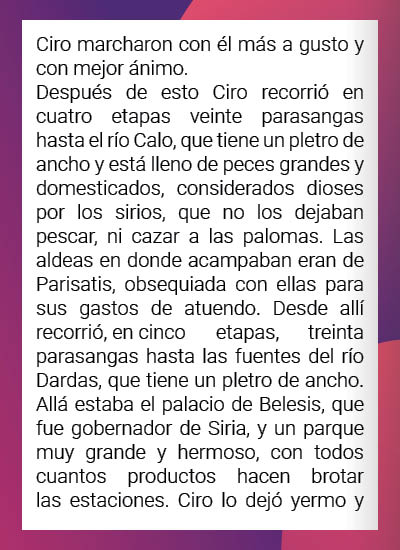 Ciro marcharon con él más a gusto y
con mejor ánimo.
Después de esto Ciro recorrió en
cuatro etapas veinte parasangas
hasta el río Calo, que tiene un pletro de
ancho y está lleno de peces grandes y
domesticados, considerados dioses
por los sirios, que no los dejaban
pescar, ni cazar a las palomas. Las
aldeas en donde acampaban eran de
Parisatis, obsequiada con ellas para
sus gastos de atuendo. Desde allí
recorrió, en cinco etapas, treinta
parasangas hasta las fuentes del río
Dardas, que tiene un pletro de ancho.
Allá estaba el palacio de Belesis, que
fue gobernador de Siria, y un parque
muy grande y hermoso, con todos
cuantos productos hacen brotar
las estaciones. Ciro lo dejó yermo y